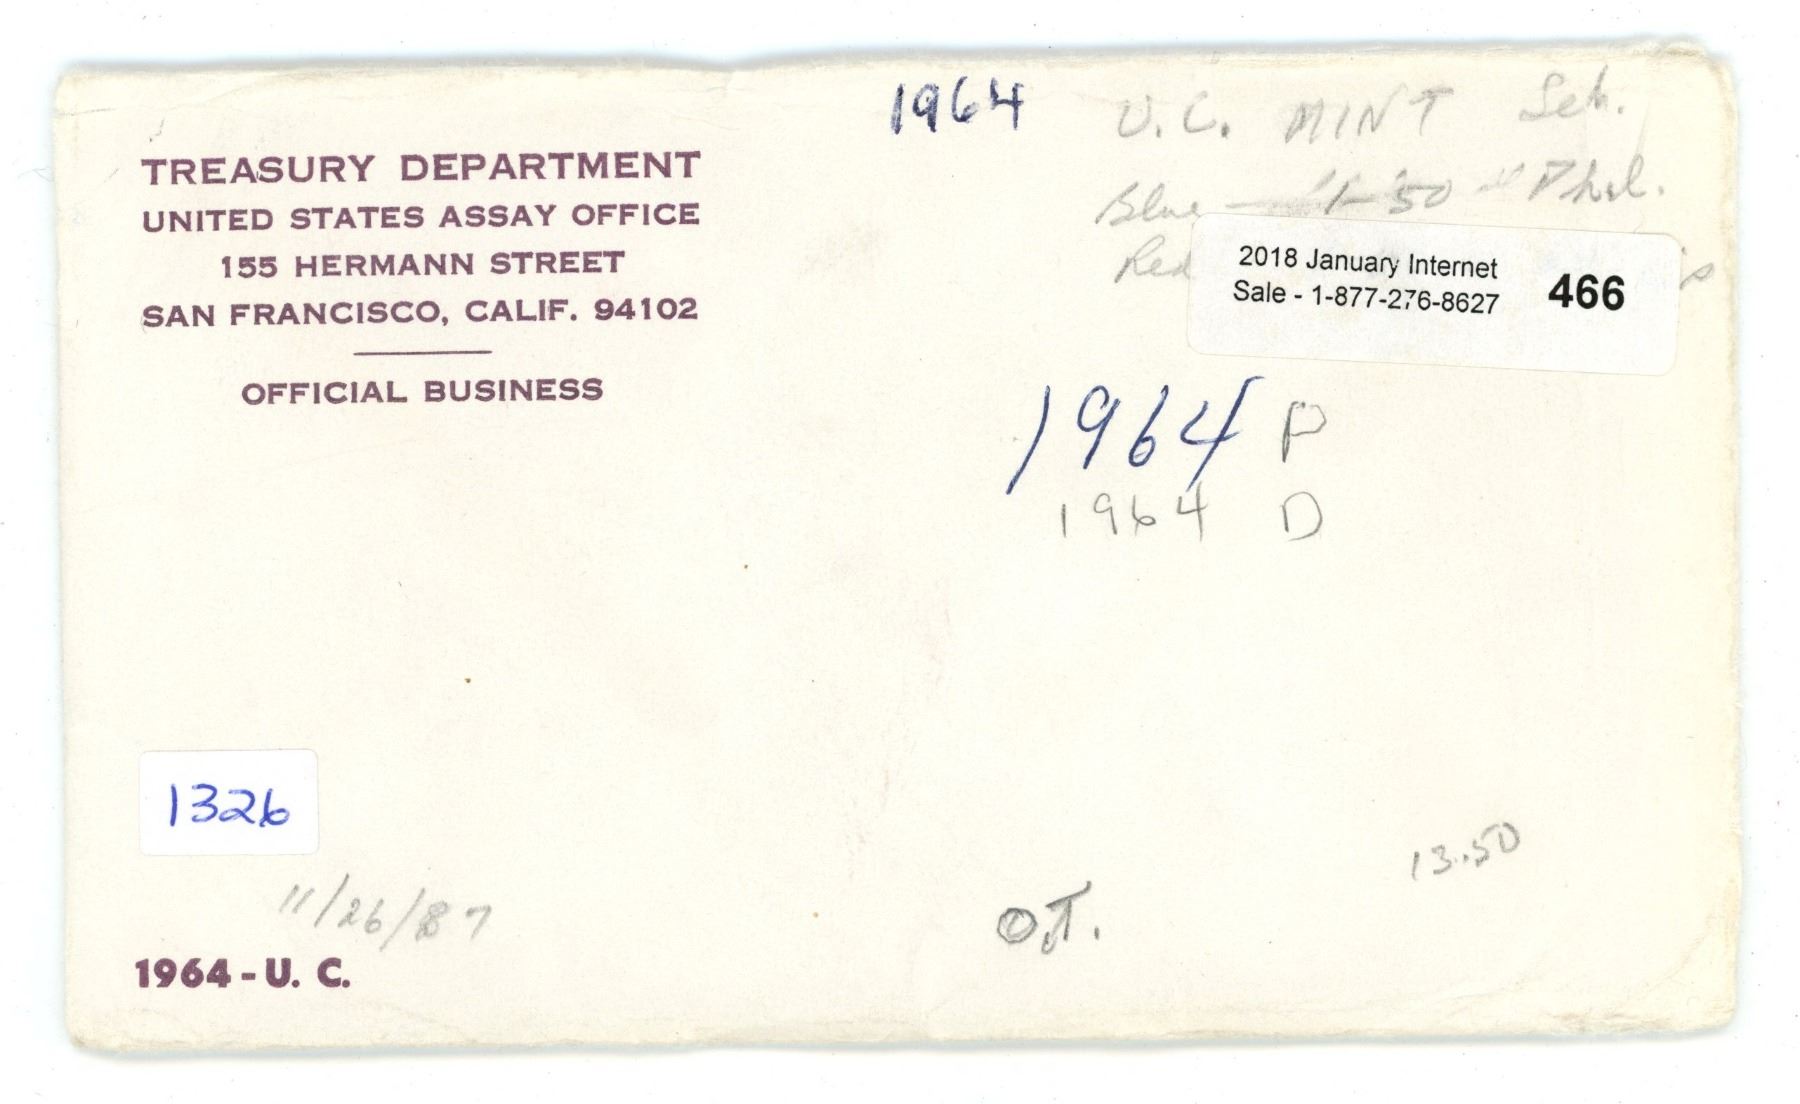 1964 U.C. MINT Set.
TREASURY DEPARTMENT
UNITED STATES ASSAY OFFICE
155 HERMANN STREET
SAN FRANCISCO, CALIF. 94102
OFFICIAL BUSINESS
Blue - 50 Phil.
Red
2018 January Internet
Sale - 1-877-276-8627
466
1964 P
1964 D
1326
13.50
11/26/87
O.T.
1964 - U. C.